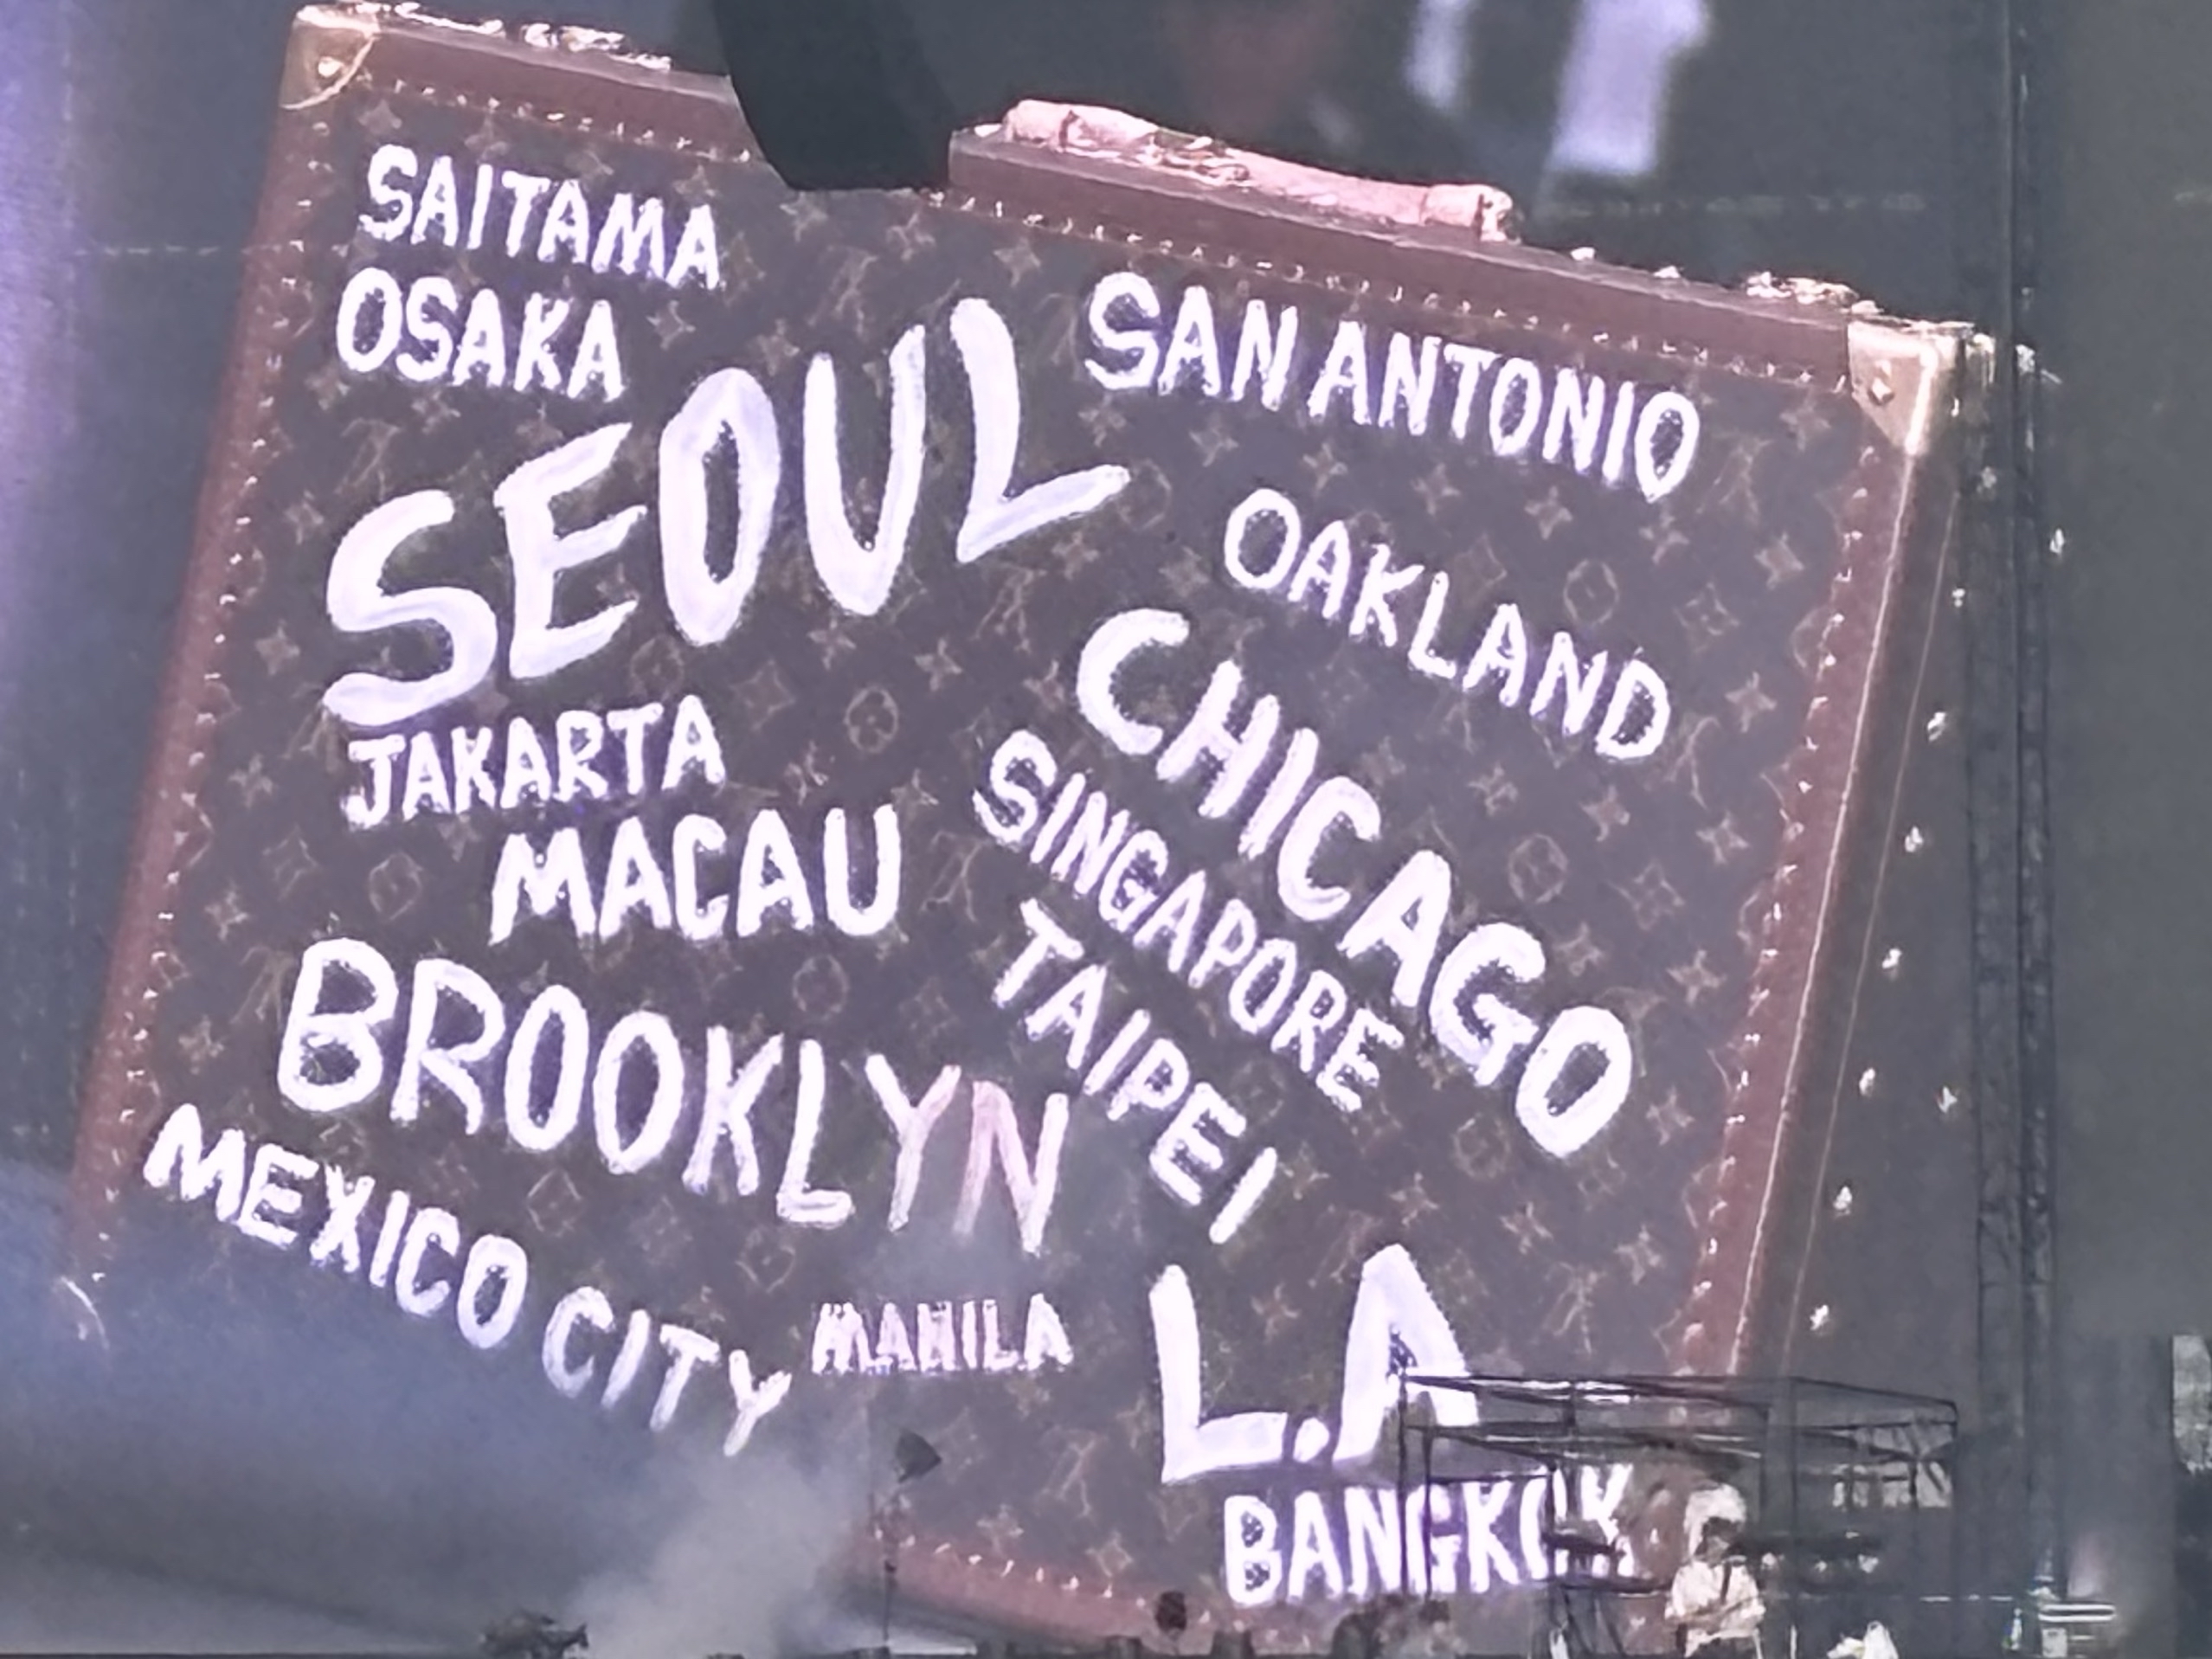 SAITAMA
OSAKA
SEOUL
SAN ANTONIO
OAKLAND
JAKARTA
MACAU
CHICAGO
SINGAPORE
TAIPEI
BROOKLYN
MEXICO CITY
MANILA
L.A
BANGKOK